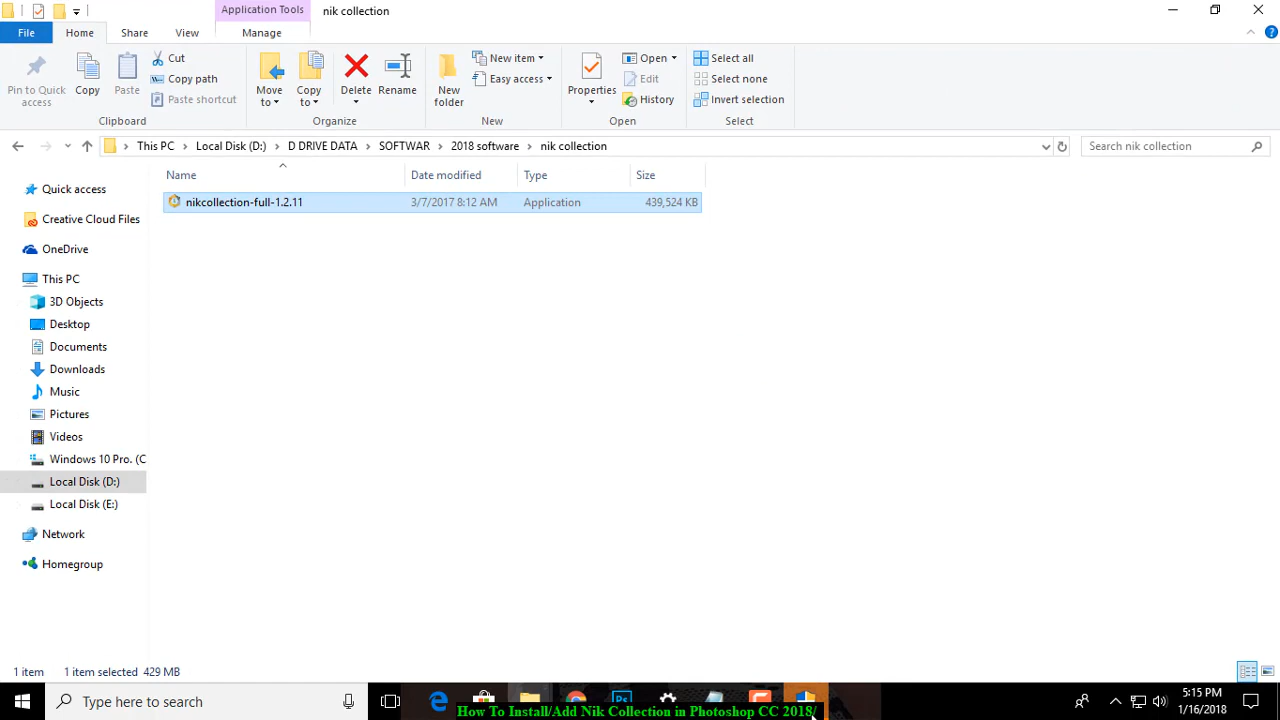 Application Tools
nik collection
File
Home
Share
View
Manage
Pin to Quick access
Copy
Paste
Cut
Copy path
Paste shortcut
Clipboard
Move to
Copy to
Delete
Rename
Organize
New folder
New item
Easy access
New
Properties
Open
Edit
History
Open
Select all
Select none
Invert selection
Select
This PC
Local Disk (D:)
D DRIVE DATA
SOFTWAR
2018 software
nik collection
Search nik collection
Name
Date modified
Type
Size
nikcollection-full-1.2.11
3/7/2017 8:12 AM
Application
439,524 KB
Quick access
Creative Cloud Files
OneDrive
This PC
3D Objects
Desktop
Documents
Downloads
Music
Pictures
Videos
Windows 10 Pro. (C
Local Disk (D:)
Local Disk (E:)
Network
Homegroup
1 item
1 item selected 429 MB
Type here to search
How To Install/Add Nik Collection in Photoshop CC 2018/
5:15 PM
1/16/2018